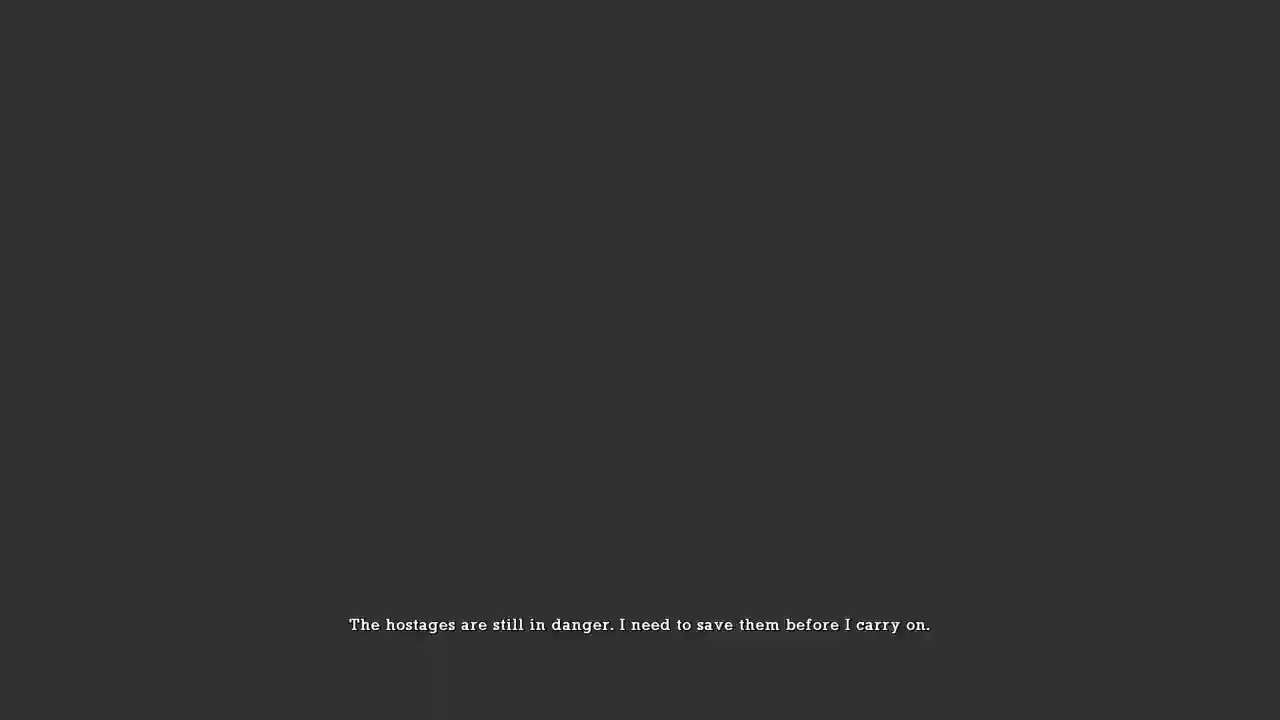 The hostages are still in danger. I need to save them before I carry on.